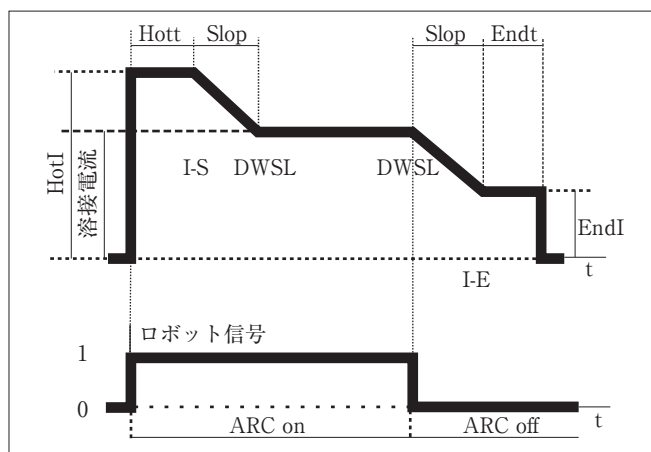 Hott Slop Slop Endt
HotI
溶接電流
I-S DWSL DWSL
EndI
t
I-E
ロボット信号
1
0
t
ARC on ARC off